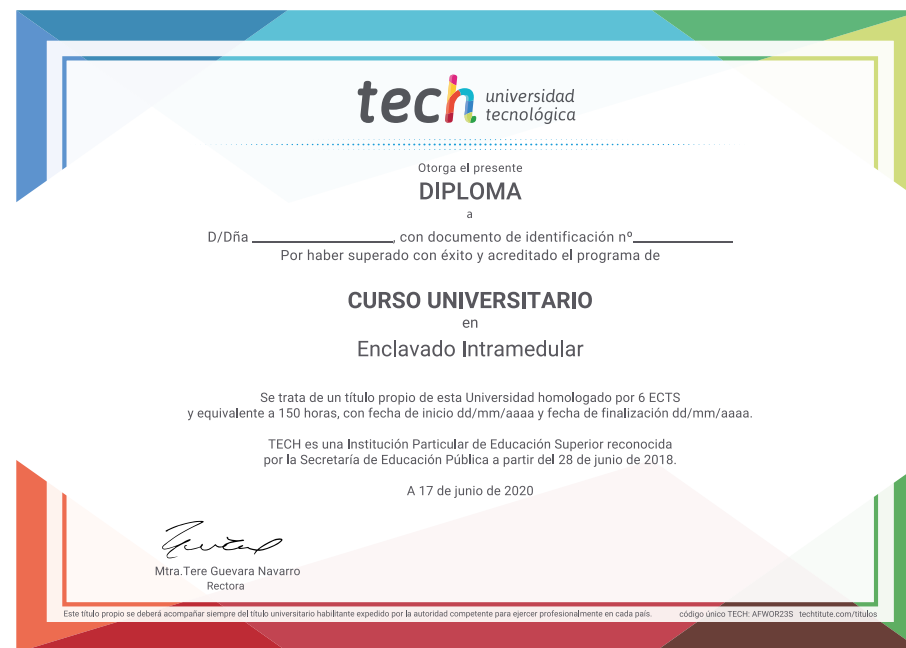 tech universidad
tecnológica
Otorga el presente
DIPLOMA
a
D/Dña ____________________, con documento de identificación nº______________
Por haber superado con éxito y acreditado el programa de
CURSO UNIVERSITARIO
en
Enclavado Intramedular
Se trata de un título propio de esta Universidad homologado por 6 ECTS
y equivalente a 150 horas, con fecha de inicio dd/mm/aaaa y fecha de finalización dd/mm/aaaa.
TECH es una Institución Particular de Educación Superior reconocida
por la Secretaría de Educación Pública a partir del 28 de junio de 2018.
A 17 de junio de 2020
Mtra.Tere Guevara Navarro
Rectora
Este título propio se deberá acompañar siempre del título universitario habilitante expedido por la autoridad competente para ejercer profesionalmente en cada país. código único TECH: AFWOR23S techtitute.com/titulos